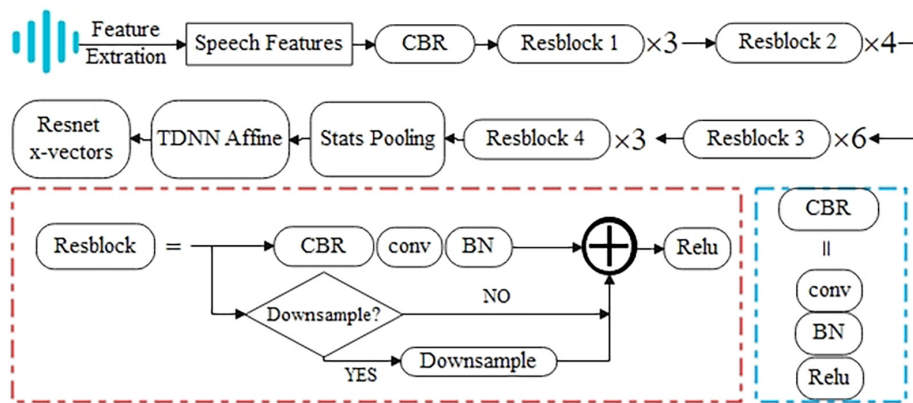 Feature
Extration
Speech Features
CBR
Resblock 1 ×3
Resblock 2 ×4
Resnet
x-vectors
TDNN Affine
Stats Pooling
Resblock 4 ×3
Resblock 3 ×6
Resblock = CBR conv BN Relu
Downsample?
NO
YES
Downsample
CBR
=
conv
BN
Relu